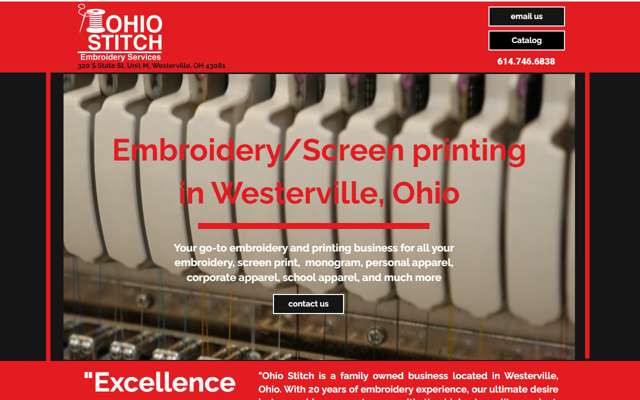 OHIO
STITCH
Embroidery Services
320 S State St, Unit M, Westerville, OH 43081
email us
Catalog
614.746.6838
Embroidery/Screen printing
in Westerville, Ohio
Your go-to embroidery and printing business for all your
embroidery, screen print, monogram, personal apparel,
corporate apparel, school apparel, and much more
contact us
"Excellence
"Ohio Stitch is a family owned business located in Westerville,
Ohio. With 20 years of embroidery experience, our ultimate desire